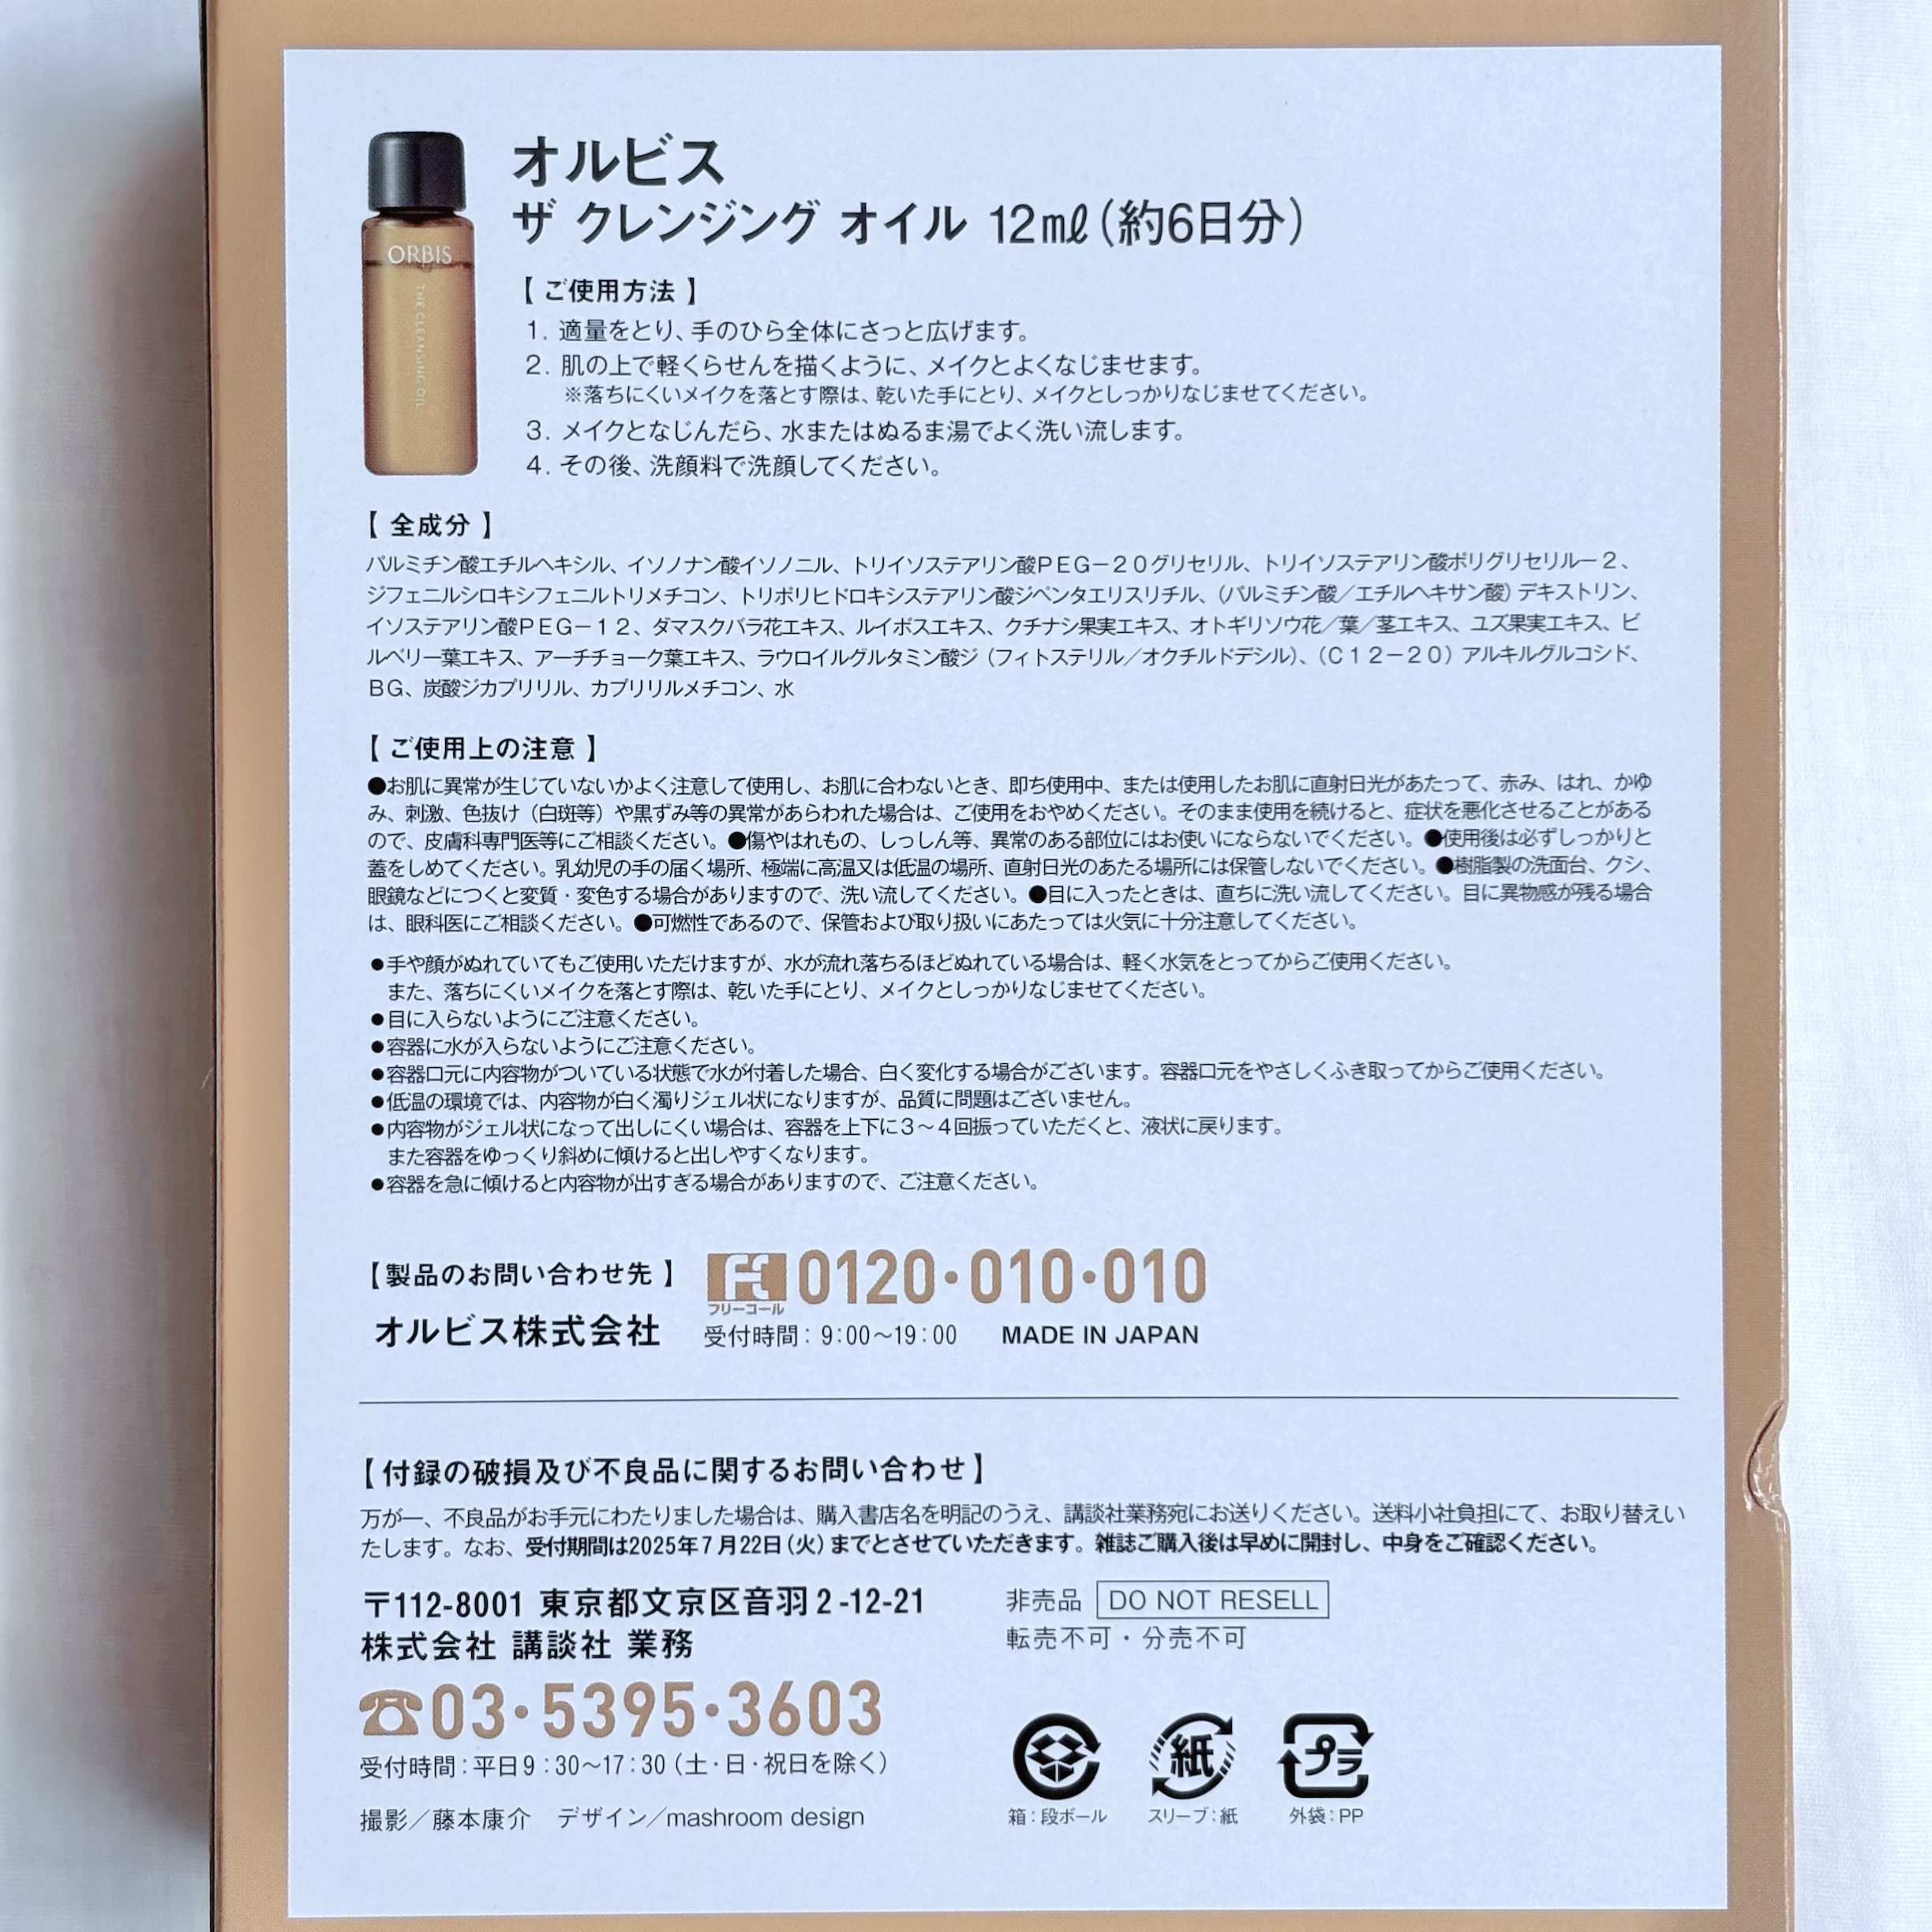 オルビス
ザ クレンジング オイル 12㎖(約6日分)
ORBIS
THE CLEANSING OIL
【 ご使用方法 】
1. 適量をとり、手のひら全体にさっと広げます。
2. 肌の上で軽くらせんを描くように、メイクとよくなじませます。
※落ちにくいメイクを落とす際は、乾いた手にとり、メイクとしっかりなじませてください。
3. メイクとなじんだら、水またはぬるま湯でよく洗い流します。
4. その後、洗顔料で洗顔してください。
【 全成分 】
パルミチン酸エチルヘキシル、イソノナン酸イソノニル、トリイソステアリン酸PEG−20グリセリル、トリイソステアリン酸ポリグリセリル−2、
ジフェニルシロキシフェニルトリメチコン、トリポリヒドロキシステアリン酸ジペンタエリスリチル、(パルミチン酸/エチルヘキサン酸)デキストリン、
イソステアリン酸PEG−12、ダマスクバラ花エキス、ルイボスエキス、クチナシ果実エキス、オトギリソウ花/葉/茎エキス、ユズ果実エキス、ビ
ルベリー葉エキス、アーチチョーク葉エキス、ラウロイルグルタミン酸ジ(フィトステリル/オクチルドデシル)、(C12−20)アルキルグルコシド、
BG、炭酸ジカプリリル、カプリリルメチコン、水
【 ご使用上の注意 】
●お肌に異常が生じていないかよく注意して使用し、お肌に合わないとき、即ち使用中、または使用したお肌に直射日光があたって、赤み、はれ、かゆ
み、刺激、色抜け(白斑等)や黒ずみ等の異常があらわれた場合は、ご使用をおやめください。そのまま使用を続けると、症状を悪化させることがある
ので、皮膚科専門医等にご相談ください。●傷やはれもの、しっしん等、異常のある部位にはお使いにならないでください。●使用後は必ずしっかりと
蓋をしめてください。乳幼児の手の届く場所、極端に高温又は低温の場所、直射日光のあたる場所には保管しないでください。●樹脂製の洗面台、クシ、
眼鏡などにつくと変質・変色する場合がありますので、洗い流してください。●目に入ったときは、直ちに洗い流してください。目に異物感が残る場合
は、眼科医にご相談ください。●可燃性であるので、保管および取り扱いにあたっては火気に十分注意してください。
●手や顔がぬれていてもご使用いただけますが、水が流れ落ちるほどぬれている場合は、軽く水気をとってからご使用ください。
また、落ちにくいメイクを落とす際は、乾いた手にとり、メイクとしっかりなじませてください。
●目に入らないようにご注意ください。
●容器に水が入らないようにご注意ください。
●容器口元に内容物がついている状態で水が付着した場合、白く変化する場合がございます。容器口元をやさしくふき取ってからご使用ください。
●低温の環境では、内容物が白く濁りジェル状になりますが、品質に問題はございません。
●内容物がジェル状になって出しにくい場合は、容器を上下に3〜4回振っていただくと、液状に戻ります。
また容器をゆっくり斜めに傾けると出しやすくなります。
●容器を急に傾けると内容物が出すぎる場合がありますので、ご注意ください。
【製品のお問い合わせ先 】 フリーコール 0120・010・010
オルビス株式会社 受付時間：9:00〜19:00 MADE IN JAPAN
【付録の破損及び不良品に関するお問い合わせ】
万が一、不良品がお手元にわたりました場合は、購入書店名を明記のうえ、講談社業務宛にお送りください。送料小社負担にて、お取り替えい
たします。なお、受付期間は2025年7月22日(火)までとさせていただきます。雑誌ご購入後は早めに開封し、中身をご確認ください。
〒112-8001 東京都文京区音羽2-12-21
株式会社 講談社 業務
☎03・5395・3603
受付時間：平日9：30〜17：30(土・日・祝日を除く)
撮影/藤本康介 デザイン/mashroom design
非売品 DO NOT RESELL
転売不可・分売不可
紙 プラ
箱：段ボール スリーブ：紙 外袋：PP